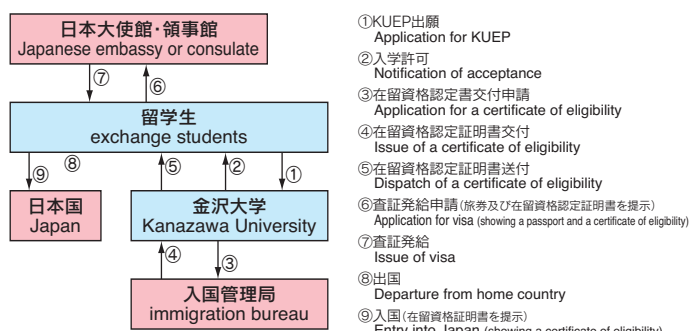 日本大使館・領事館
Japanese embassy or consulate
⑦
⑥
留学生
exchange students
⑧
⑨
⑤
②
①
日本国
Japan
金沢大学
Kanazawa University
④
③
入国管理局
immigration bureau
①KUEP出願
Application for KUEP
②入学許可
Notification of acceptance
③在留資格認定書交付申請
Application for a certificate of eligibility
④在留資格認定証明書交付
Issue of a certificate of eligibility
⑤在留資格認定証明書送付
Dispatch of a certificate of eligibility
⑥査証発給申請(旅券及び在留資格認定証明書を提示)
Application for visa (showing a passport and a certificate of eligibility)
⑦査証発給
Issue of visa
⑧出国
Departure from home country
⑨入国(在留資格証明書を提示)
Entry into Japan (showing a certificate of eligibility)